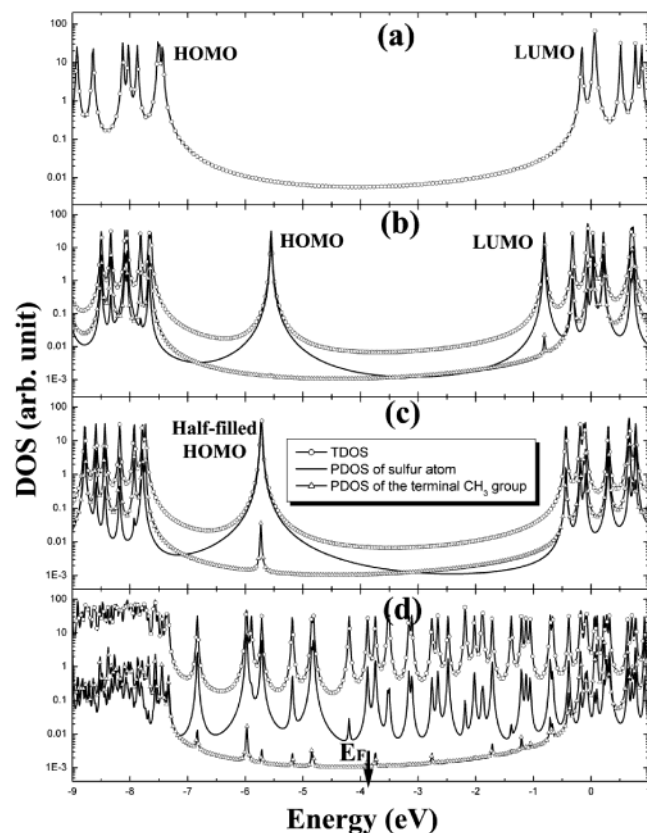 (a)
HOMO
LUMO
100
10
1
0.1
0.01
(b)
HOMO
LUMO
100
10
1
0.1
0.01
1E-3
(c)
Half-filled
HOMO
TDOS
PDOS of sulfur atom
PDOS of the terminal CH₃ group
100
10
1
0.1
0.01
1E-3
(d)
100
10
1
0.1
0.01
1E-3
E_F
-9 -8 -7 -6 -5 -4 -3 -2 -1 0
DOS (arb. unit)
Energy (eV)